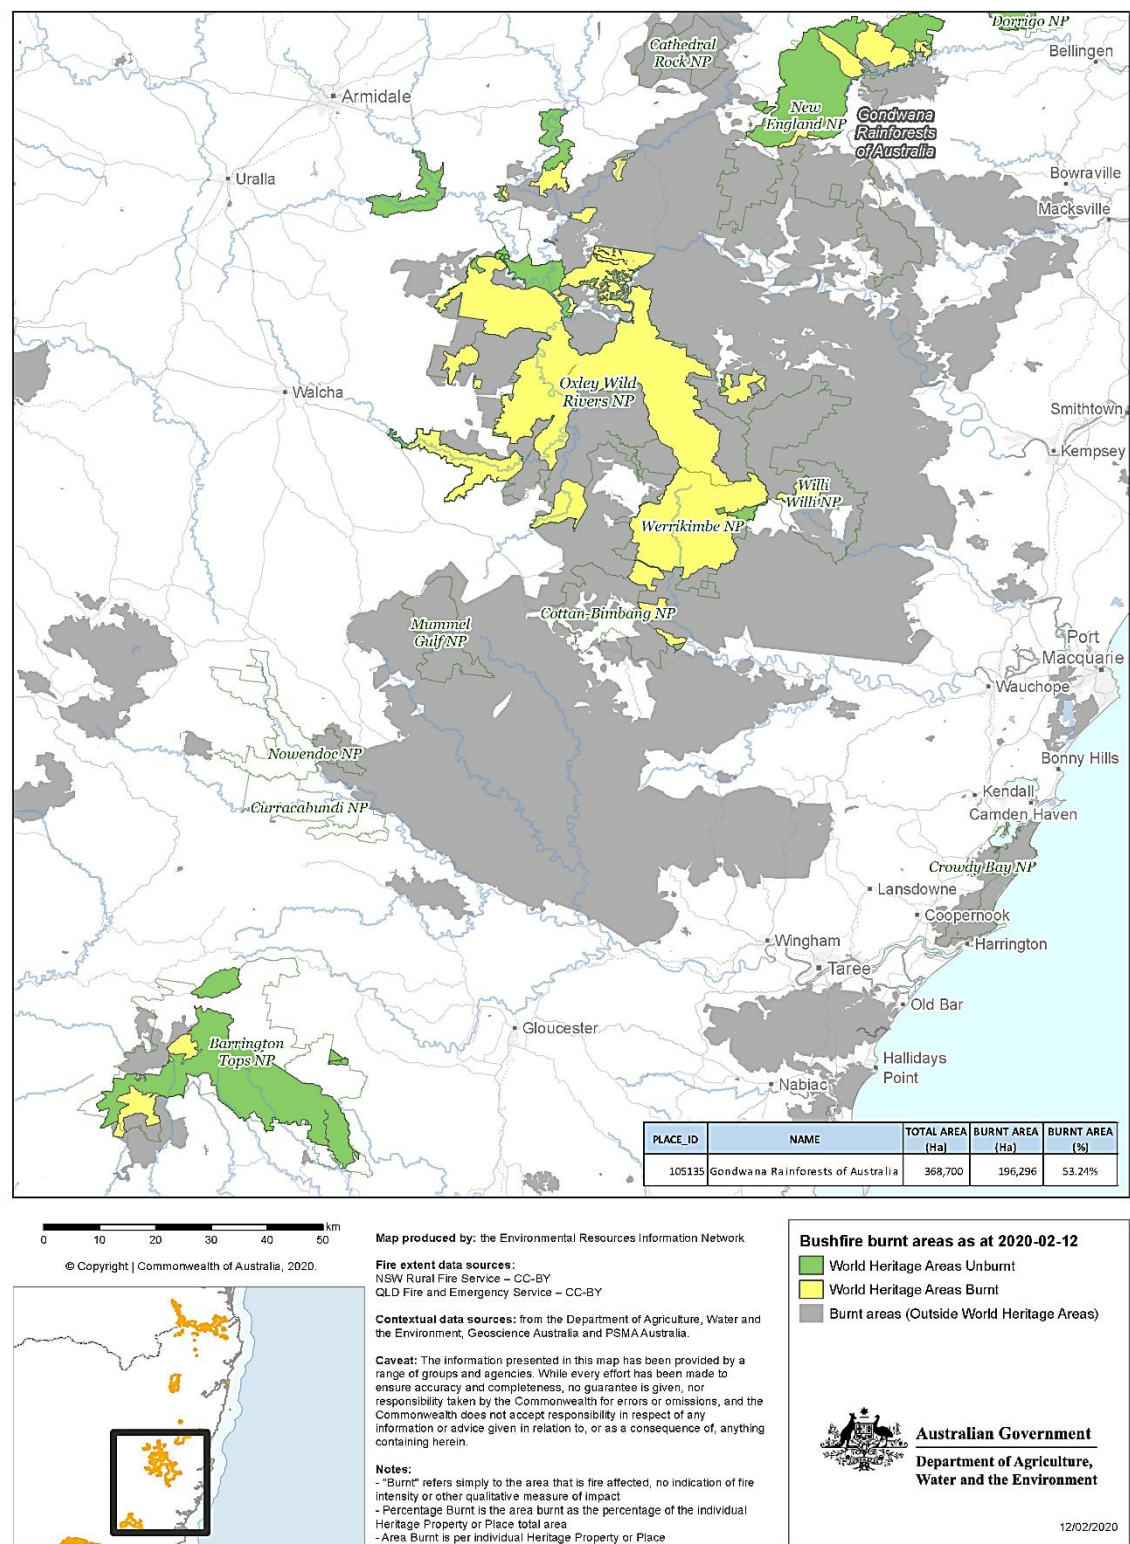 Dorrigo NP
Cathedral
Rock NP
Bellingen
Armidale
New
England NP
Gondwana
Rainforests
of Australia
Uralla
Bowraville
Macksville
Oxley Wild
Rivers NP
Walcha
Smithtown
Kempsey
Willi
Willi NP
Werrikimbe NP
Cottan-Bimbang NP
Mummel
Gulf NP
Port
Macquarie
Wauchope
Nowendoc NP
Bonny Hills
Kendall
Camden Haven
Curracabundi NP
Crowdy Bay NP
Lansdowne
Coopernook
Wingham
Harrington
Taree
Old Bar
Gloucester
Barrington
Tops NP
Hallidays
Point
Nabiac
PLACE_ID NAME TOTAL AREA (Ha) BURNT AREA (Ha) BURNT AREA (%)
105135 Gondwana Rainforests of Australia 368,700 196,296 53.24%
km
0 10 20 30 40 50
© Copyright | Commonwealth of Australia, 2020.
Map produced by: the Environmental Resources Information Network
Fire extent data sources:
NSW Rural Fire Service – CC-BY
QLD Fire and Emergency Service – CC-BY
Contextual data sources: from the Department of Agriculture, Water and
the Environment, Geoscience Australia and PSMA Australia.
Caveat: The information presented in this map has been provided by a
range of groups and agencies. While every effort has been made to
ensure accuracy and completeness, no guarantee is given, nor
responsibility taken by the Commonwealth for errors or omissions, and the
Commonwealth does not accept responsibility in respect of any
information or advice given in relation to, or as a consequence of, anything
containing herein.
Notes:
- "Burnt" refers simply to the area that is fire affected, no indication of fire
intensity or other qualitative measure of impact
- Percentage Burnt is the area burnt as the percentage of the individual
Heritage Property or Place total area
- Area Burnt is per individual Heritage Property or Place
Bushfire burnt areas as at 2020-02-12
World Heritage Areas Unburnt
World Heritage Areas Burnt
Burnt areas (Outside World Heritage Areas)
Australian Government
Department of Agriculture,
Water and the Environment
12/02/2020